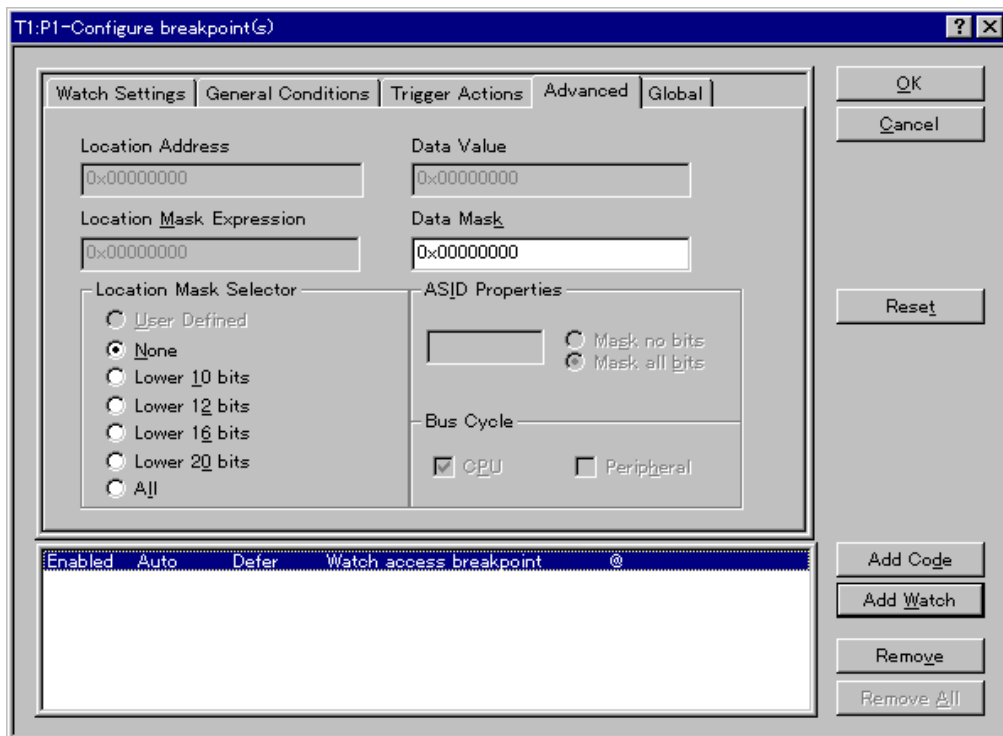 T1:P1-Configure breakpoint(s)
Watch Settings General Conditions Trigger Actions Advanced Global
OK
Cancel
Location Address Data Value
0x00000000 0x00000000
Location Mask Expression Data Mask
0x00000000 0x00000000
Location Mask Selector ASID Properties
User Defined
None
Mask no bits
Mask all bits
Lower 10 bits
Lower 12 bits
Lower 16 bits
Lower 20 bits
All
Bus Cycle
CPU Peripheral
Reset
Enabled Auto Defer Watch access breakpoint @
Add Code
Add Watch
Remove
Remove All